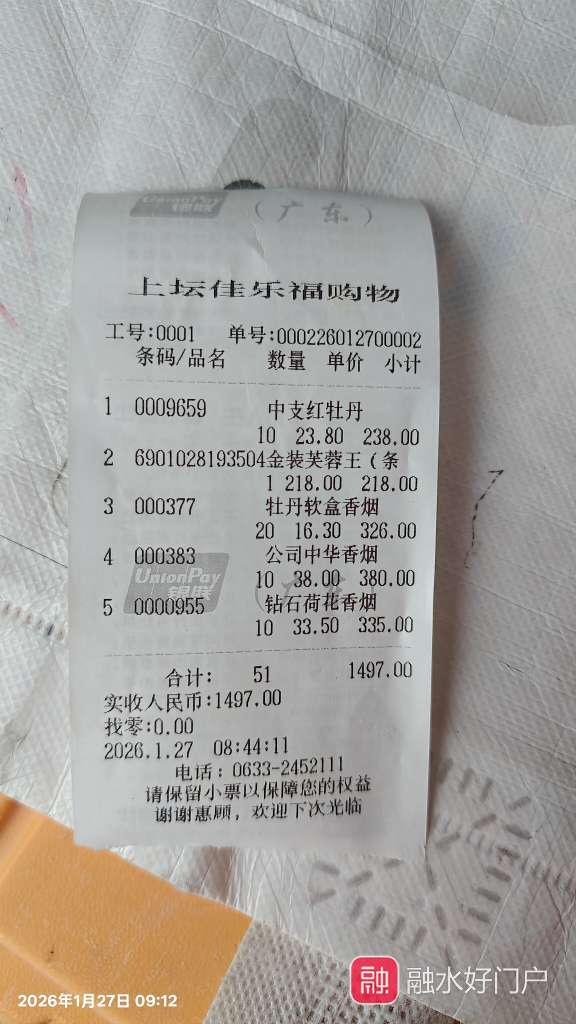 UnionPay
银联
（广东）
上坛佳乐福购物
工号:0001 单号:000226012700002
条码/品名 数量 单价 小计
1 0009659 中支红牡丹
10 23.80 238.00
2 6901028193504金装芙蓉王（条
1 218.00 218.00
3 000377 牡丹软盒香烟
20 16.30 326.00
4 000383 公司中华香烟
10 38.00 380.00
UnionPay
银联
5 0000955 钻石荷花香烟
10 33.50 335.00
合计: 51 1497.00
实收人民币:1497.00
找零:0.00
2026.1.27 08:44:11
电话:0633-2452111
请保留小票以保障您的权益
谢谢惠顾，欢迎下次光临
融 融水好门户
2026年1月27日 09:12